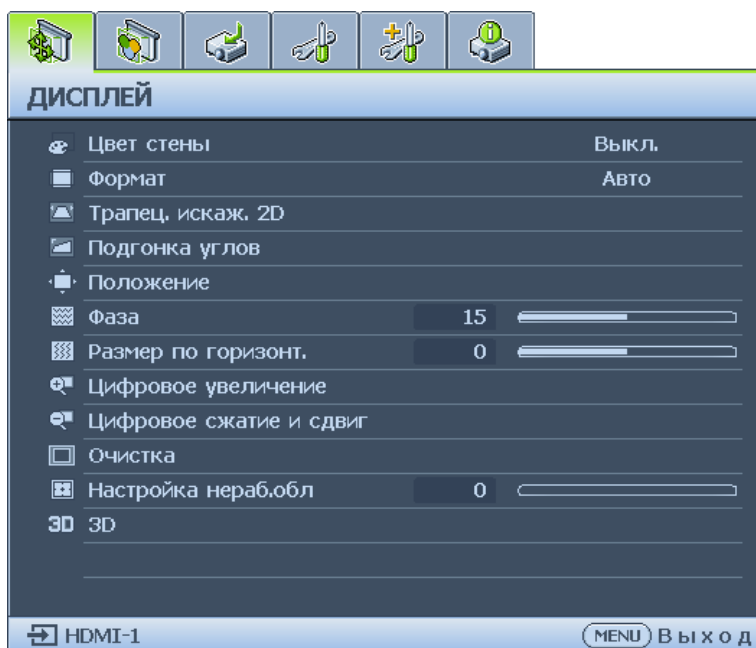 ДИСПЛЕЙ
Цвет стены Выкл.
Формат Авто
Трапец. искаж. 2D
Подгонка углов
Положение
Фаза 15
Размер по горизонт. 0
Цифровое увеличение
Цифровое сжатие и сдвиг
Очистка
Настройка нераб.обл 0
3D 3D
HDMI-1 MENU Выход